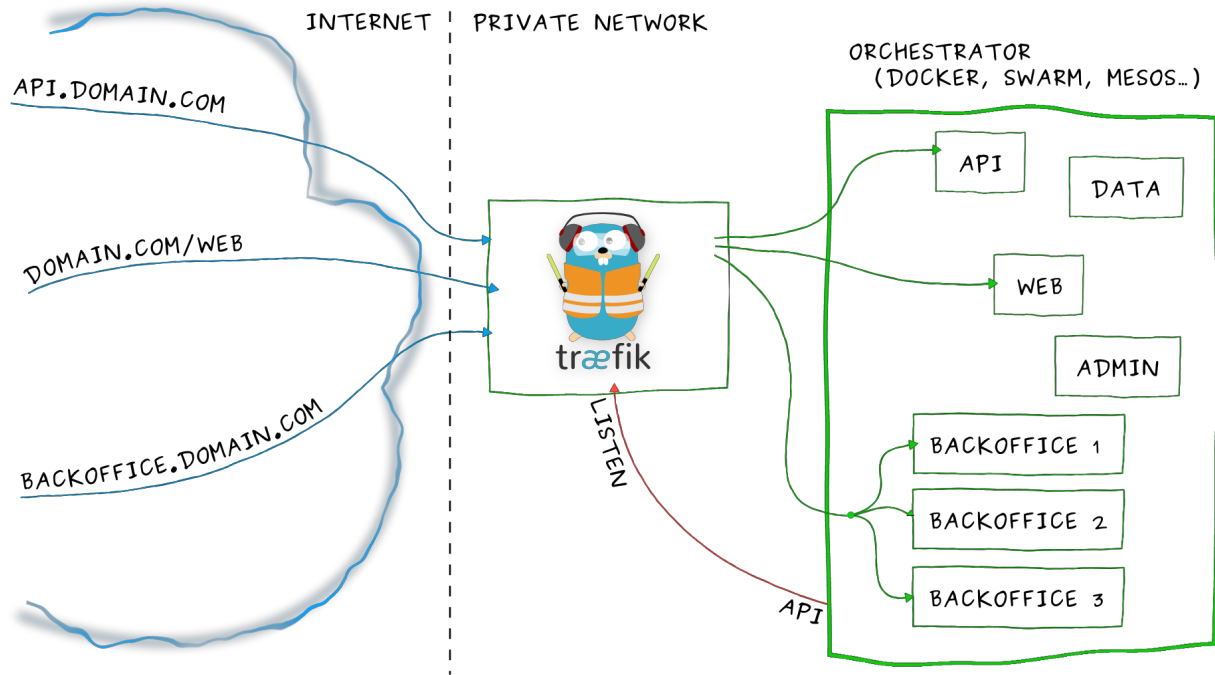 INTERNET
PRIVATE NETWORK
ORCHESTRATOR
(DOCKER, SWARM, MESOS...)
API.DOMAIN.COM
DOMAIN.COM/WEB
BACKOFFICE.DOMAIN.COM
træfik
LISTEN
API
API
DATA
WEB
ADMIN
BACKOFFICE 1
BACKOFFICE 2
BACKOFFICE 3